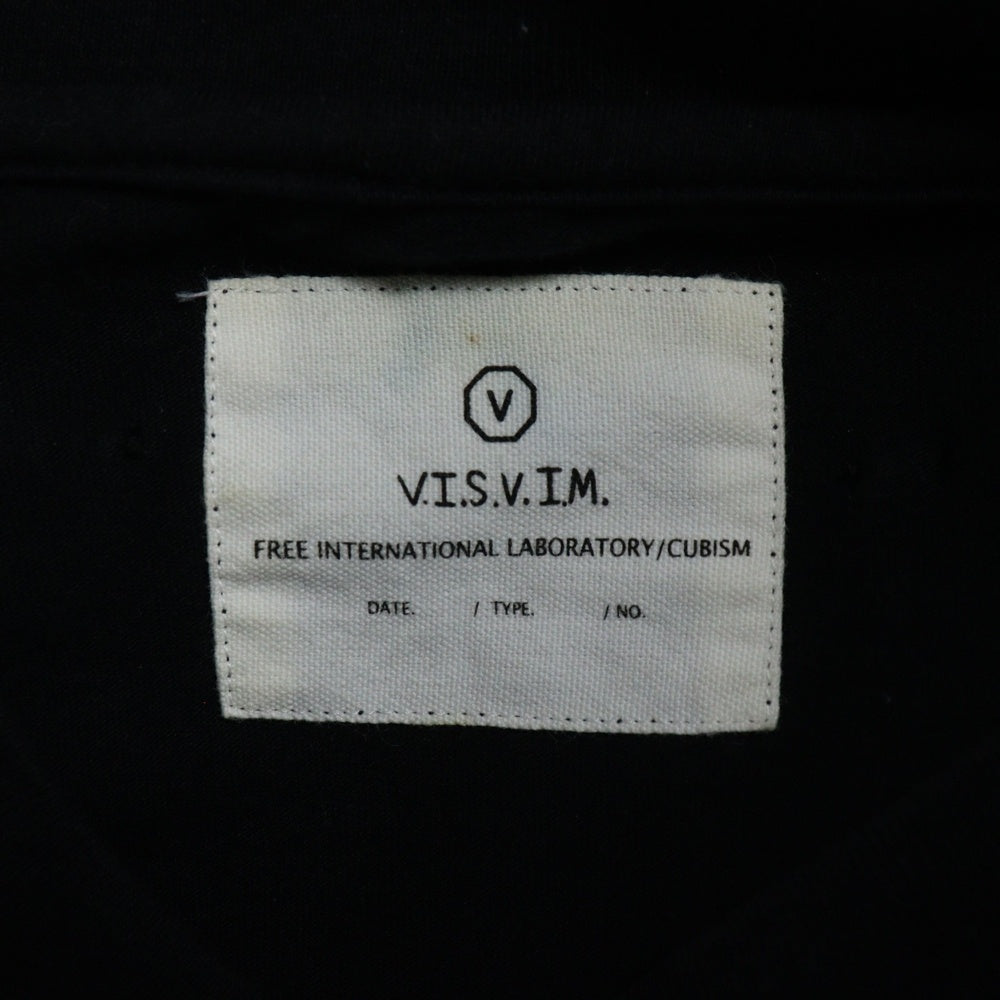 V
V.I.S.V.I.M.
FREE INTERNATIONAL LABORATORY/CUBISM
DATE. / TYPE. / NO.